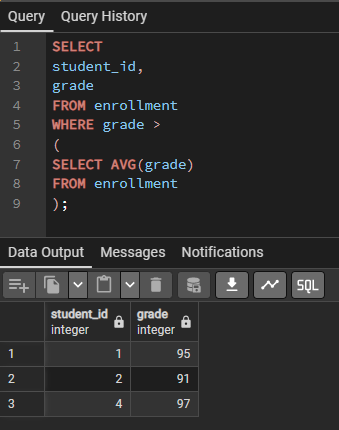 Query Query History
1 SELECT
2 student_id,
3 grade
4 FROM enrollment
5 WHERE grade >
6 (
7 SELECT AVG(grade)
8 FROM enrollment
9 );
Data Output Messages Notifications
SQL
student_id grade
integer integer
1 1 95
2 2 91
3 4 97